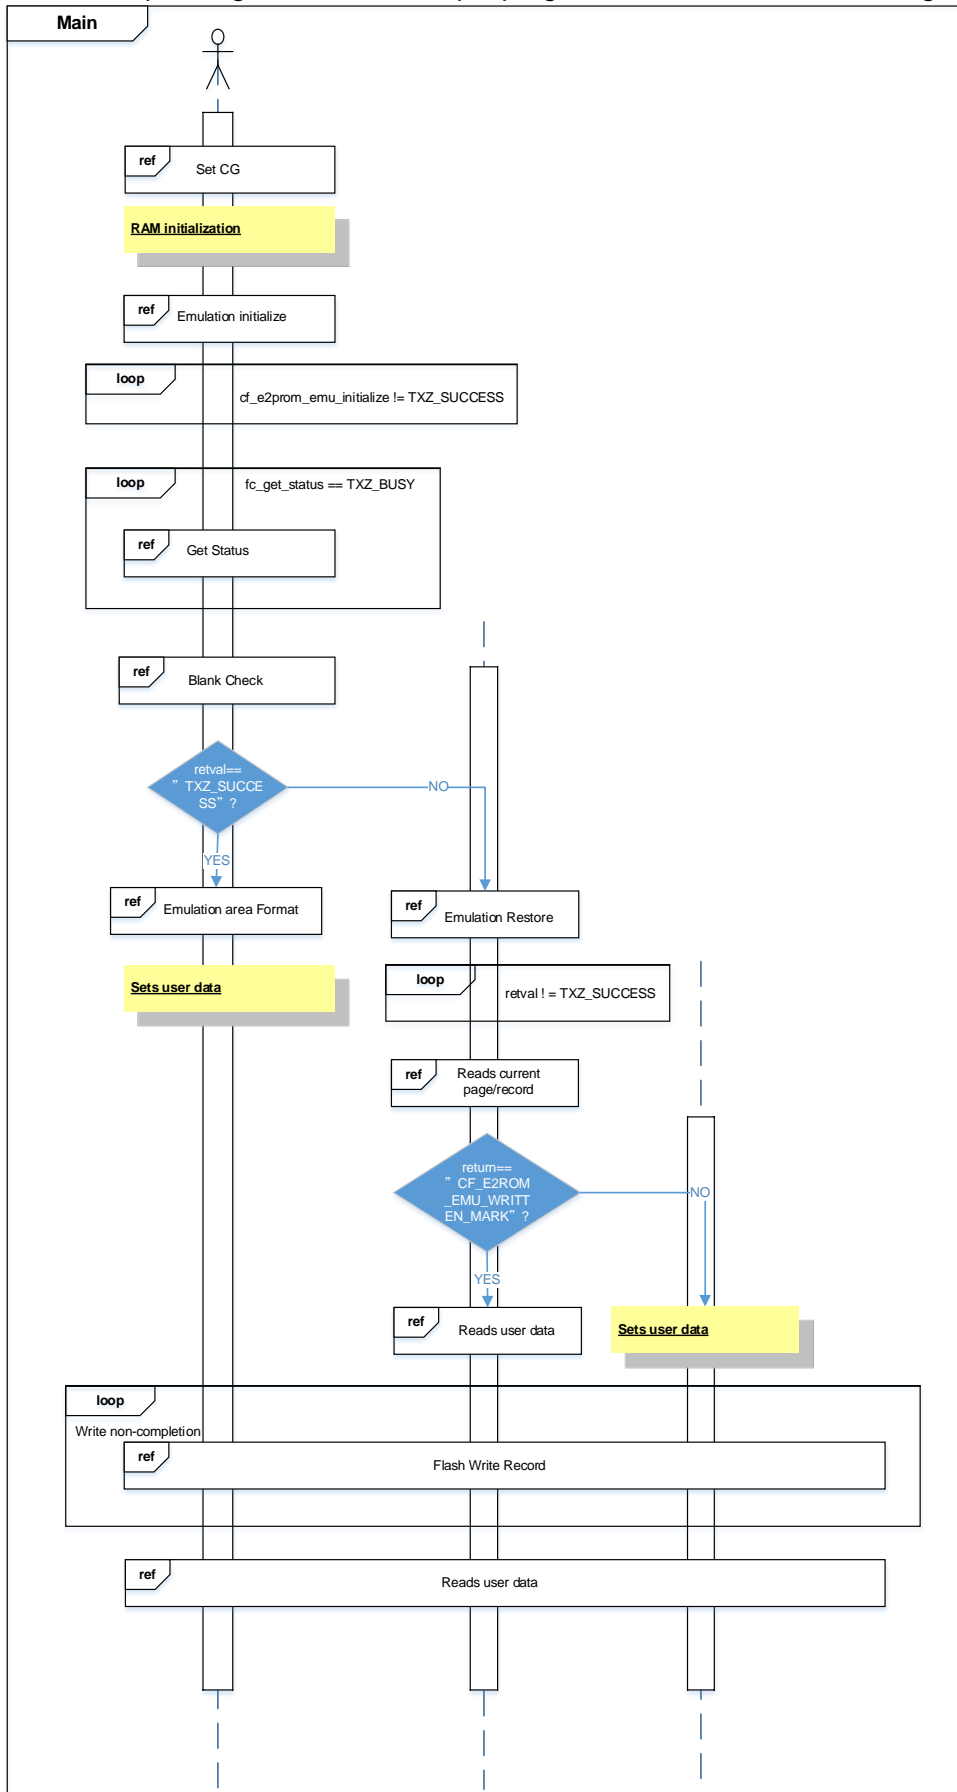 Main
ref
Set CG
RAM initialization
ref
Emulation initialize
loop
cf_e2prom_emu_initialize != TXZ_SUCCESS
loop
fc_get_status == TXZ_BUSY
ref
Get Status
ref
Blank Check
retval==
” TXZ_SUCCE
SS” ?
NO
YES
ref
Emulation area Format
ref
Emulation Restore
Sets user data
loop
retval ! = TXZ_SUCCESS
ref
Reads current
page/record
return==
” CF_E2ROM
_EMU_WRITT
EN_MARK” ?
NO
YES
ref
Reads user data
Sets user data
loop
Write non-completion
ref
Flash Write Record
ref
Reads user data